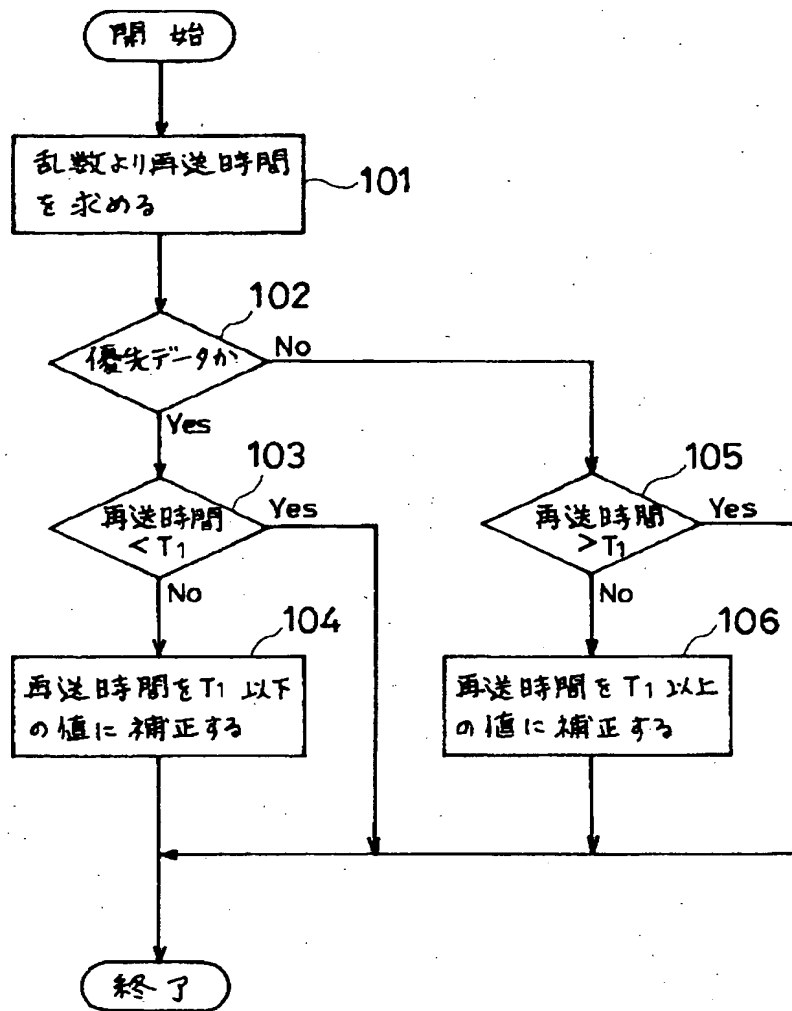 開始
乱数より再送時間
を求める
101
102
優先データか
No
Yes
103
再送時間
< T1
Yes
No
104
再送時間をT1以下
の値に補正する
105
再送時間
> T1
Yes
No
106
再送時間をT1以上
の値に補正する
終了